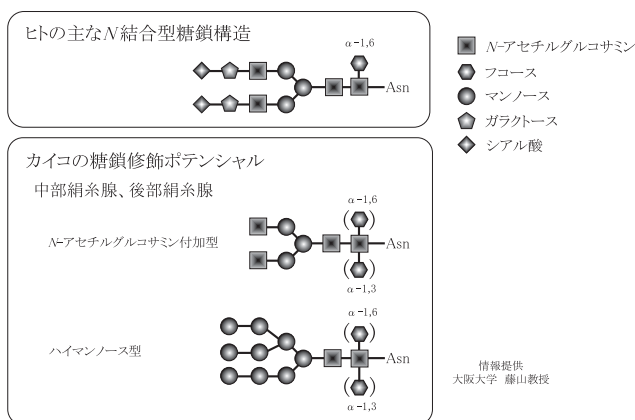 ヒトの主なN結合型糖鎖構造
α-1,6
Asn
N-アセチルグルコサミン
フコース
マンノース
ガラクトース
シアル酸
カイコの糖鎖修飾ポテンシャル
中部絹糸腺、後部絹糸腺
α-1,6
N-アセチルグルコサミン付加型
( )
Asn
( )
α-1,3
α-1,6
ハイマンノース型
( )
Asn
( )
α-1,3
情報提供
大阪大学 藤山教授